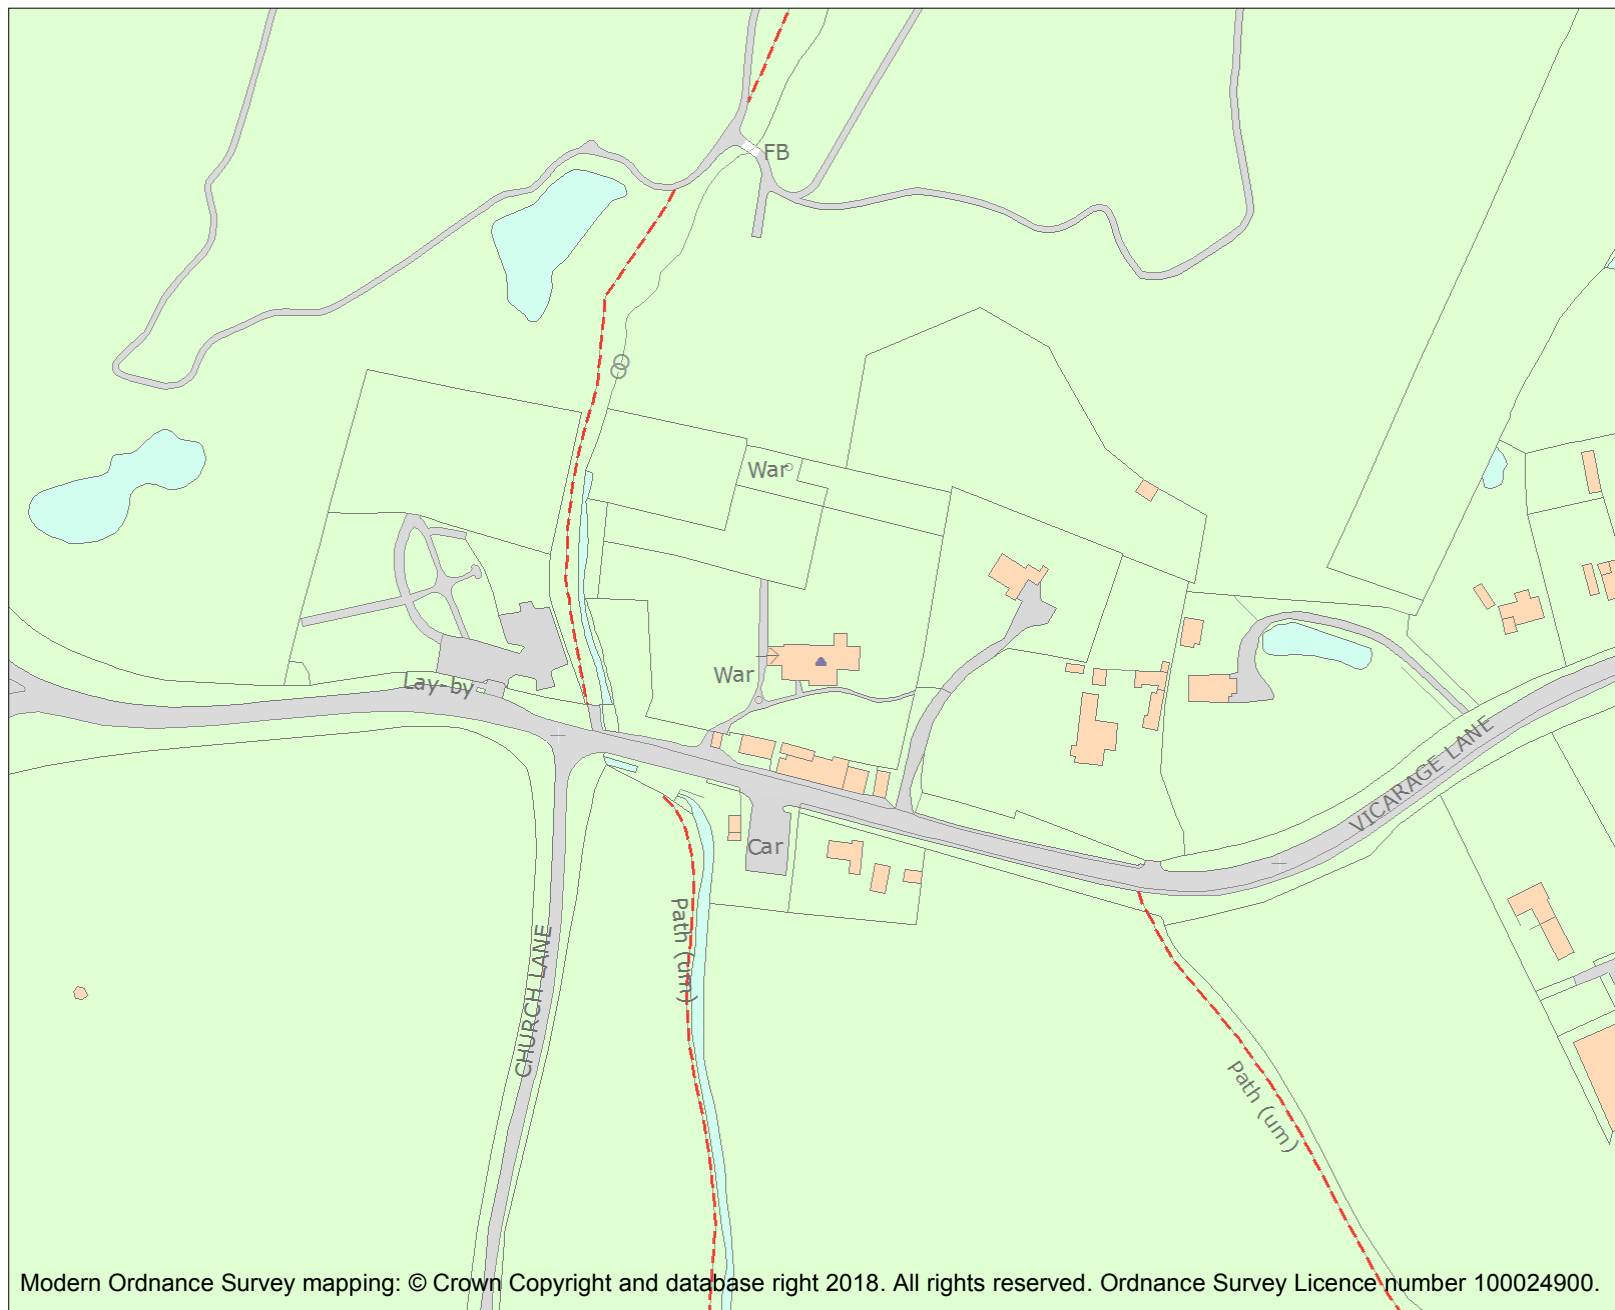 FB
War
War
Lay-by
VICARAGE LANE
Car
Path (um)
CHURCH LANE
Path (um)
Modern Ordnance Survey mapping: © Crown Copyright and database right 2018. All rights reserved. Ordnance Survey Licence number 100024900.